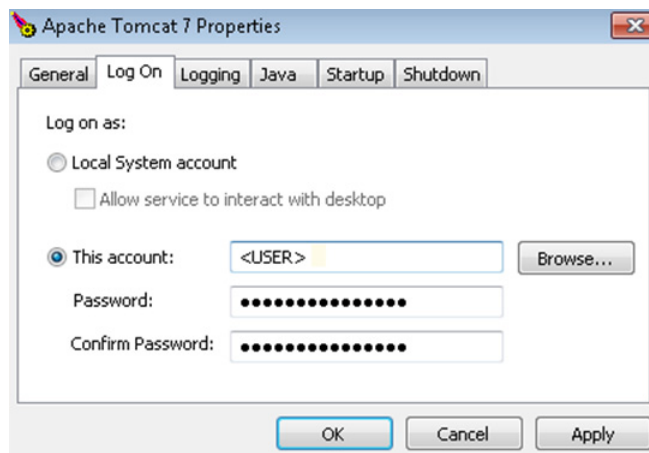 Apache Tomcat 7 Properties
General Log On Logging Java Startup Shutdown
Log on as:
Local System account
Allow service to interact with desktop
This account: <USER> Browse...
Password: ●●●●●●●●●●●●●●●
Confirm Password: ●●●●●●●●●●●●●●●
OK Cancel Apply